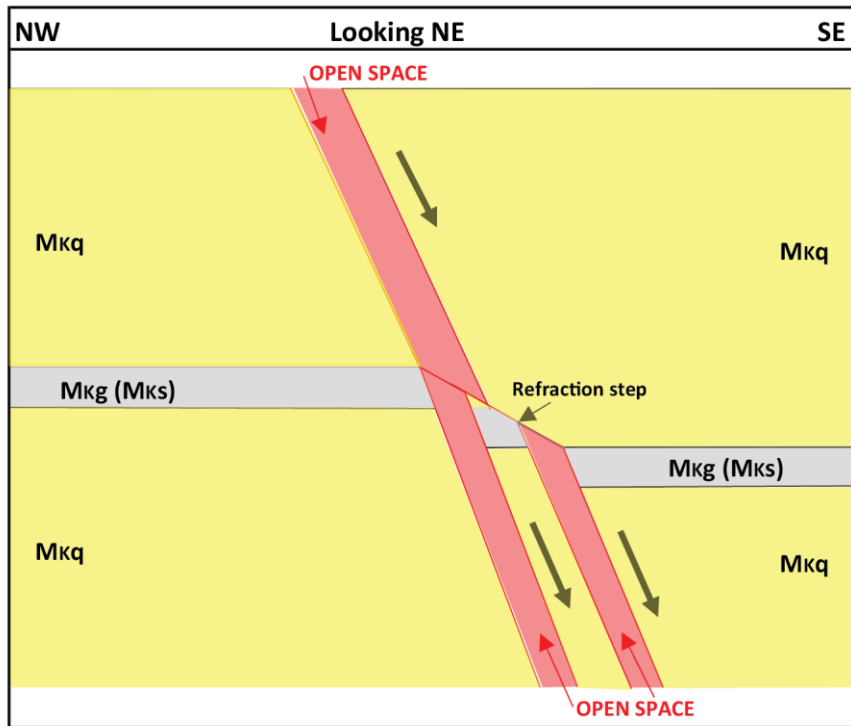 NW Looking NE SE
OPEN SPACE
Mκq
Mκq
Mκg (Mκs)
Refraction step
Mκg (Mκs)
Mκq
Mκq
OPEN SPACE